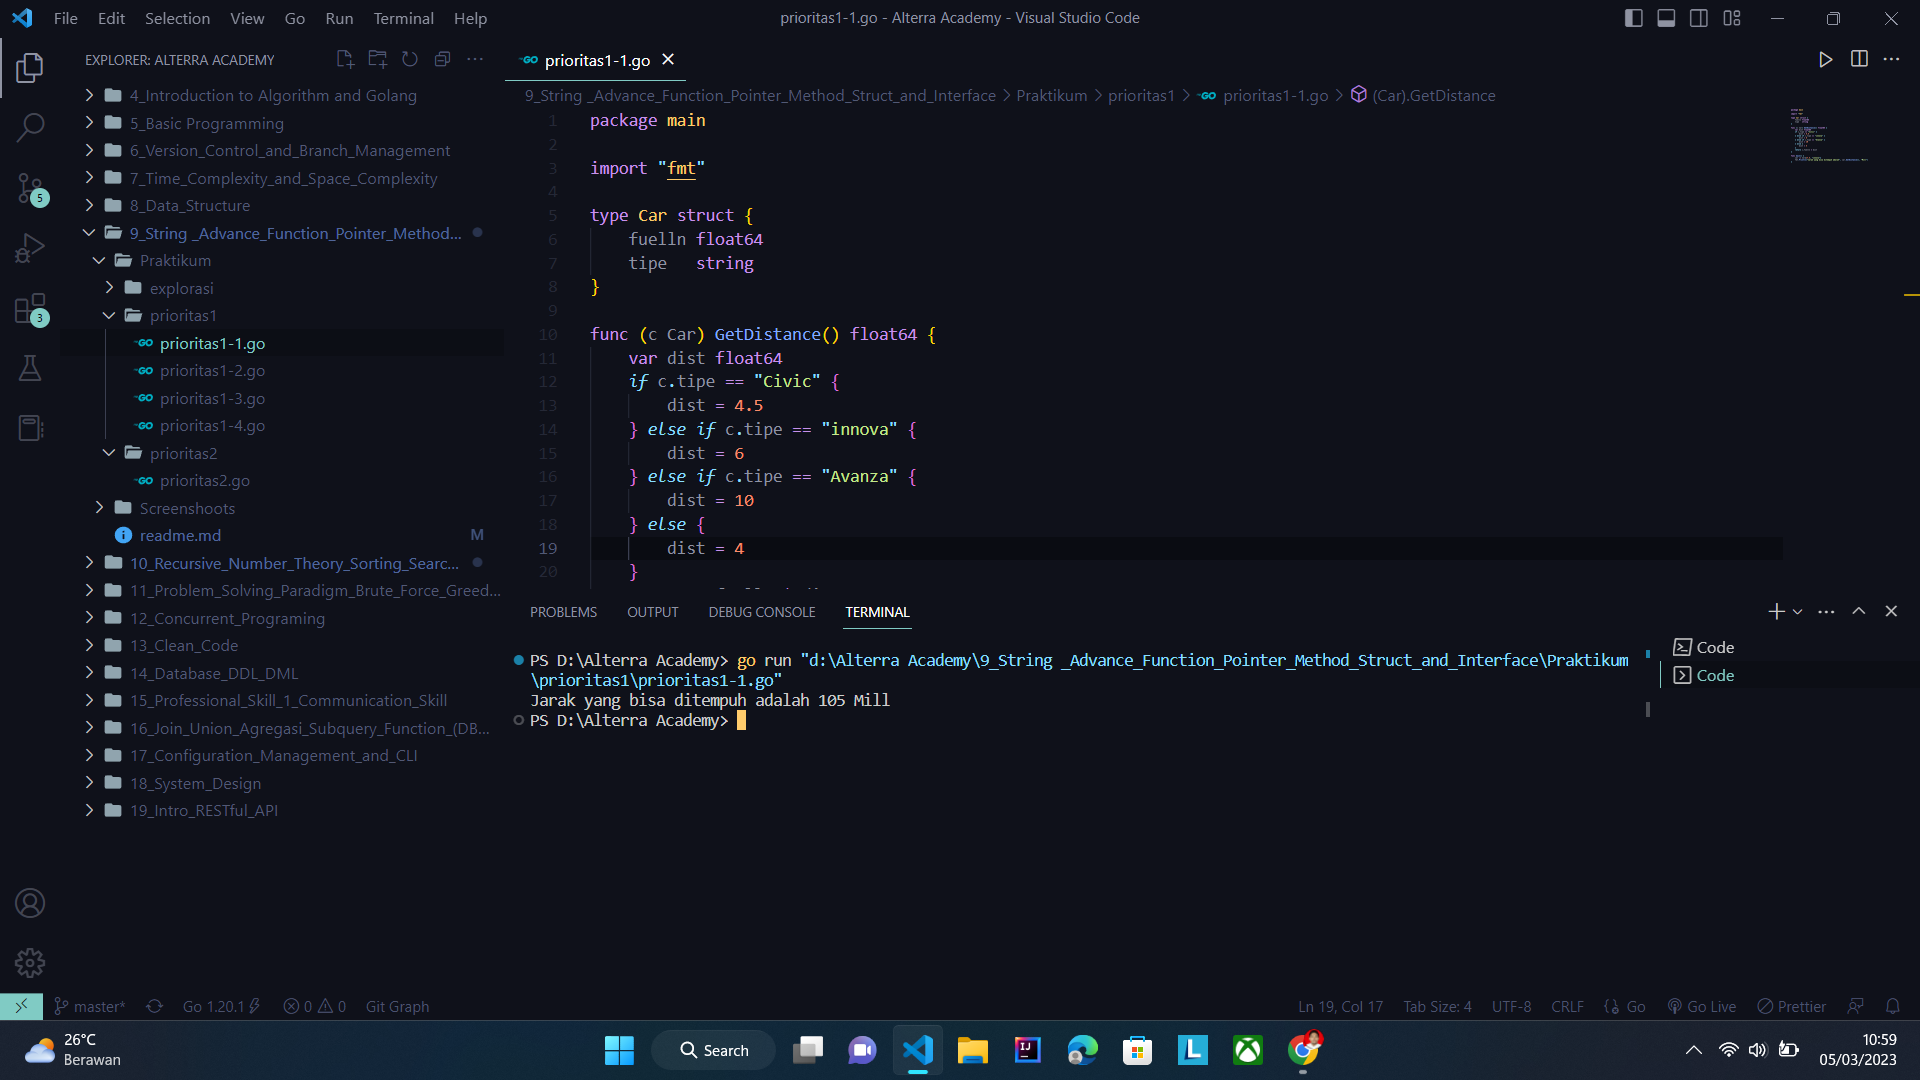 File Edit Selection View Go Run Terminal Help
prioritas1-1.go - Alterra Academy - Visual Studio Code
EXPLORER: ALTERRA ACADEMY
4_Introduction to Algorithm and Golang
5_Basic Programming
6_Version_Control_and_Branch_Management
7_Time_Complexity_and_Space_Complexity
8_Data_Structure
9_String _Advance_Function_Pointer_Method...
Praktikum
explorasi
prioritas1
prioritas1-1.go
prioritas1-2.go
prioritas1-3.go
prioritas1-4.go
prioritas2
prioritas2.go
Screenshoots
readme.md M
10_Recursive_Number_Theory_Sorting_Searc...
11_Problem_Solving_Paradigm_Brute_Force_Greed...
12_Concurrent_Programing
13_Clean_Code
14_Database_DDL_DML
15_Professional_Skill_1_Communication_Skill
16_Join_Union_Agregasi_Subquery_Function_(DB...
17_Configuration_Management_and_CLI
18_System_Design
19_Intro_RESTful_API
5
3
prioritas1-1.go
9_String _Advance_Function_Pointer_Method_Struct_and_Interface > Praktikum > prioritas1 > prioritas1-1.go > (Car).GetDistance
1 package main
2
3 import "fmt"
4
5 type Car struct {
6 fuelln float64
7 tipe string
8 }
9
10 func (c Car) GetDistance() float64 {
11 var dist float64
12 if c.tipe == "Civic" {
13 dist = 4.5
14 } else if c.tipe == "innova" {
15 dist = 6
16 } else if c.tipe == "Avanza" {
17 dist = 10
18 } else {
19 dist = 4
20 }
PROBLEMS OUTPUT DEBUG CONSOLE TERMINAL
PS D:\Alterra Academy> go run "d:\Alterra Academy\9_String _Advance_Function_Pointer_Method_Struct_and_Interface\Praktikum
\prioritas1\prioritas1-1.go"
Jarak yang bisa ditempuh adalah 105 Mill
PS D:\Alterra Academy>
Code
Code
master* Go 1.20.1 0 0 Git Graph
Ln 19, Col 17 Tab Size: 4 UTF-8 CRLF Go Go Live Prettier
26°C
Berawan
Search
10:59
05/03/2023